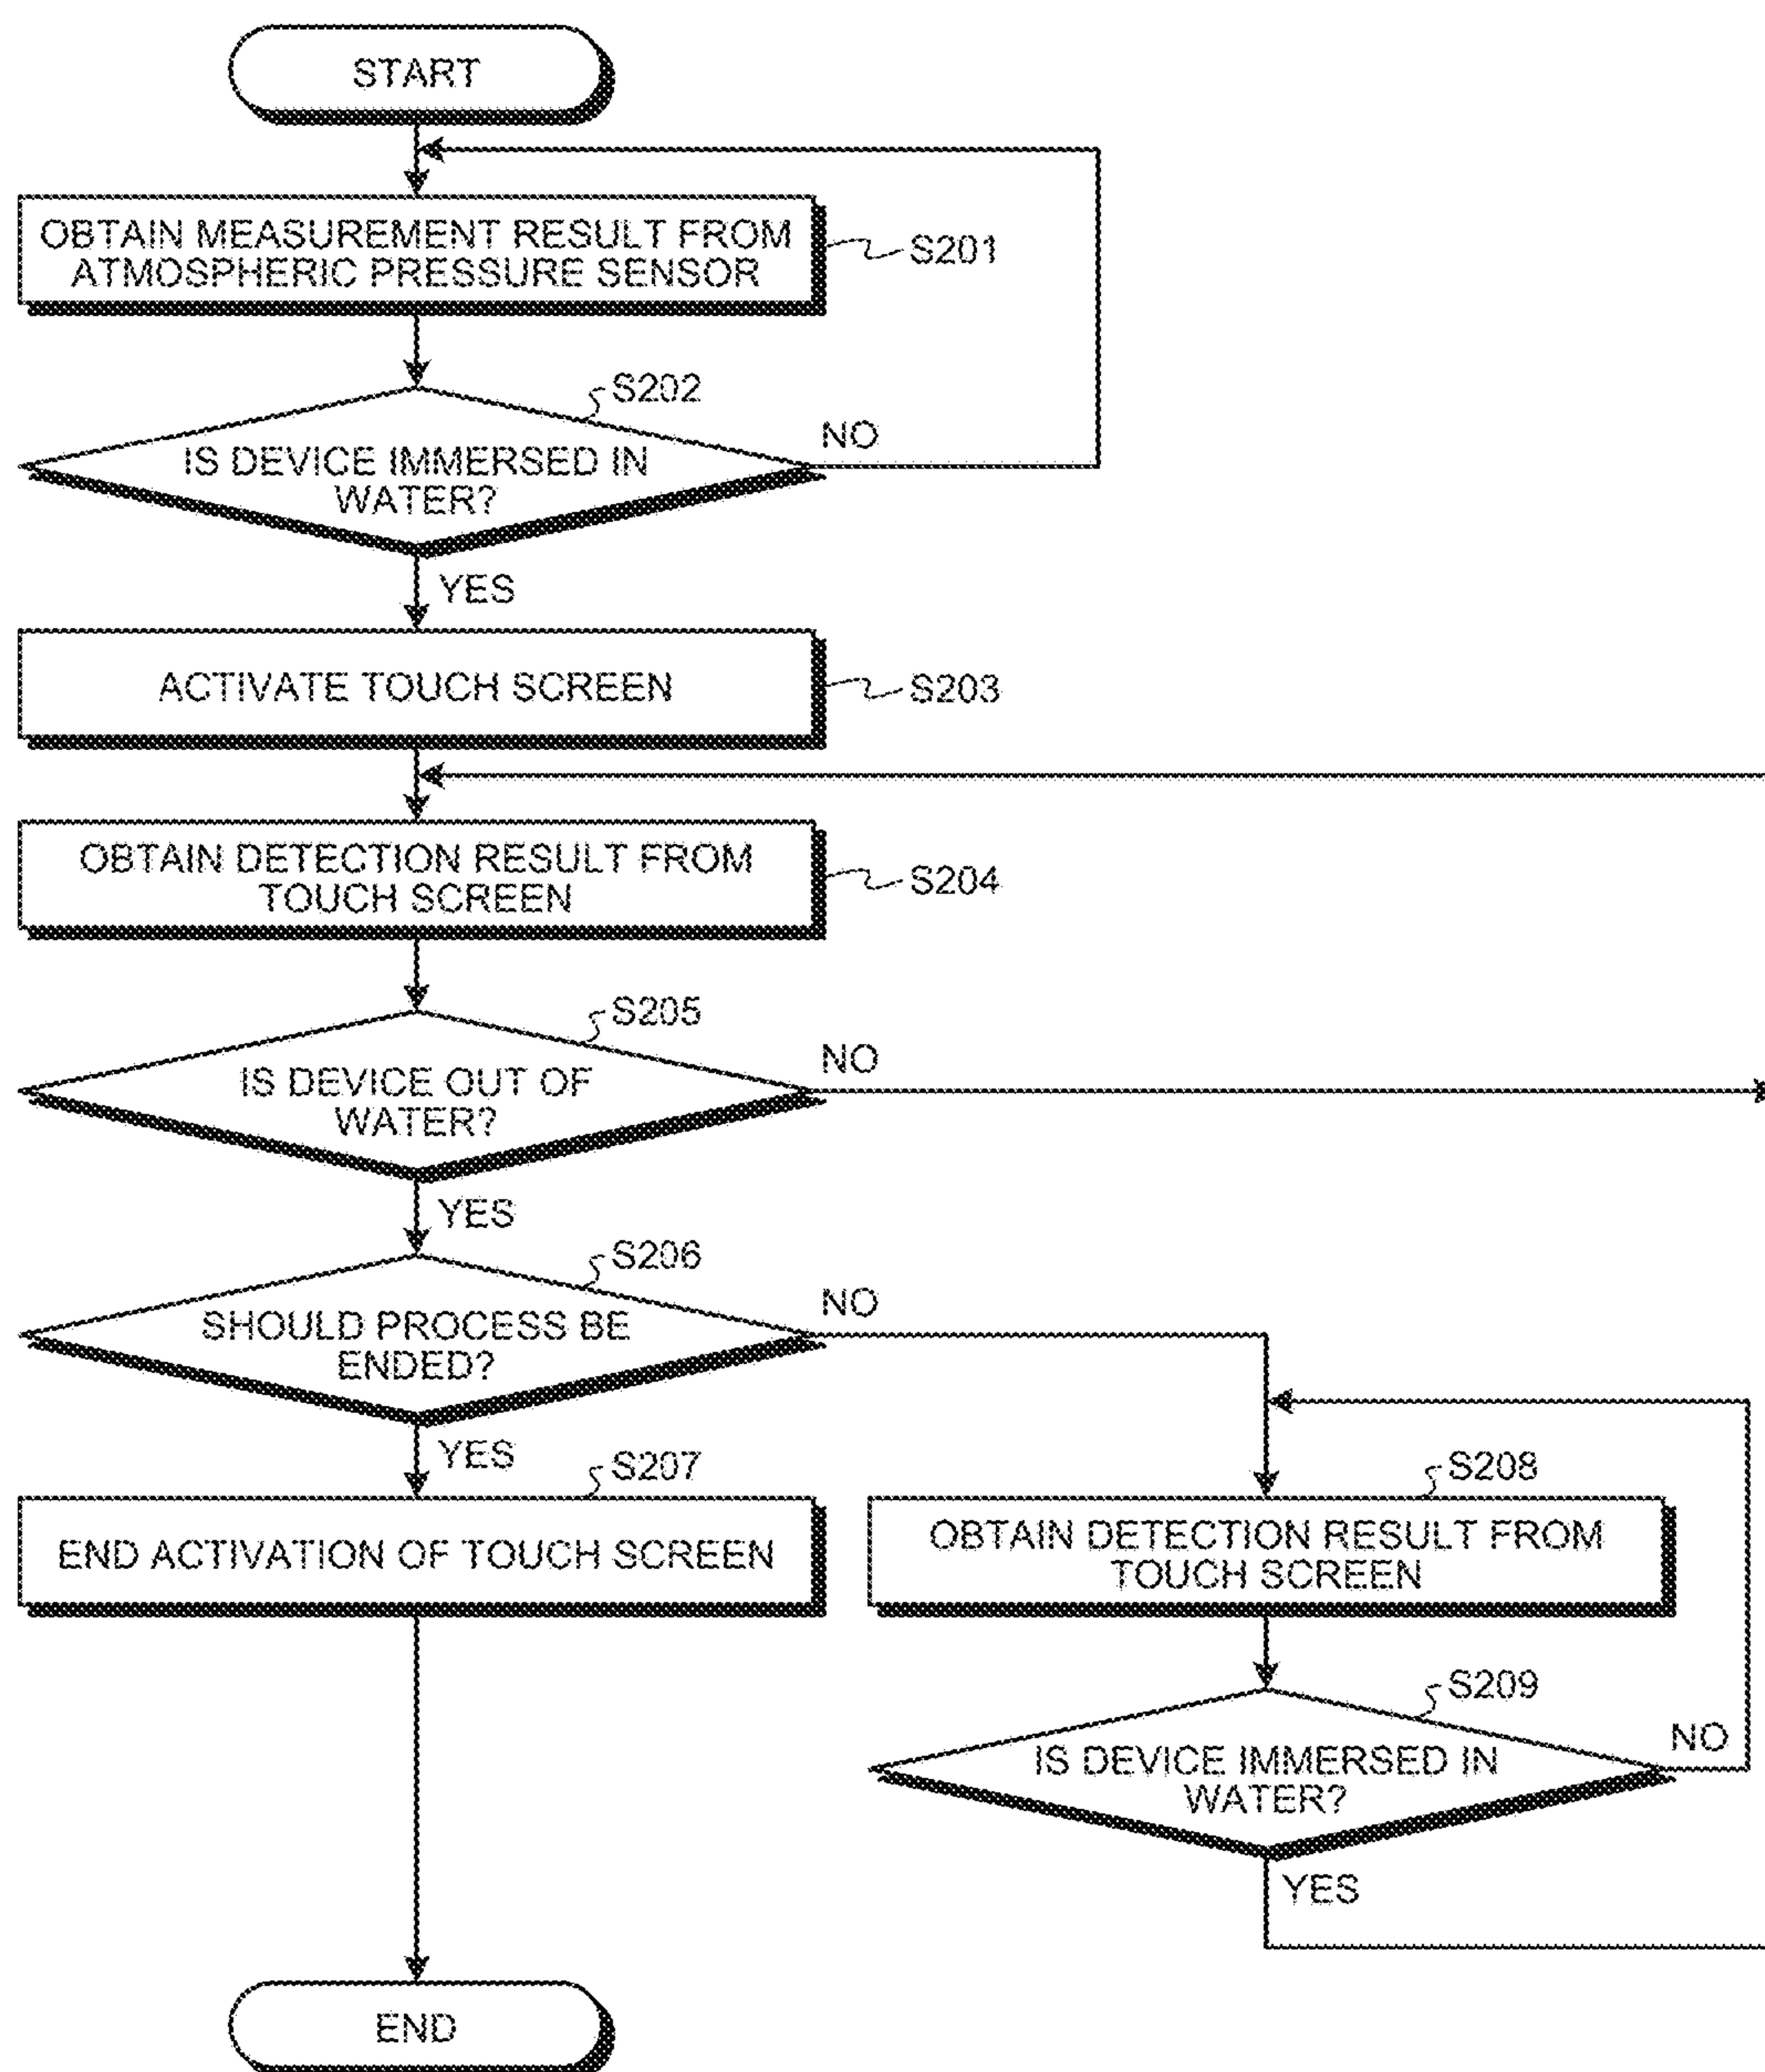 START
OBTAIN MEASUREMENT RESULT FROM
ATMOSPHERIC PRESSURE SENSOR
S201
S202
IS DEVICE IMMERSED IN
WATER?
NO
YES
ACTIVATE TOUCH SCREEN
S203
OBTAIN DETECTION RESULT FROM
TOUCH SCREEN
S204
S205
IS DEVICE OUT OF
WATER?
NO
YES
S206
SHOULD PROCESS BE
ENDED?
NO
YES
S207
END ACTIVATION OF TOUCH SCREEN
S208
OBTAIN DETECTION RESULT FROM
TOUCH SCREEN
S209
IS DEVICE IMMERSED IN
WATER?
NO
YES
END